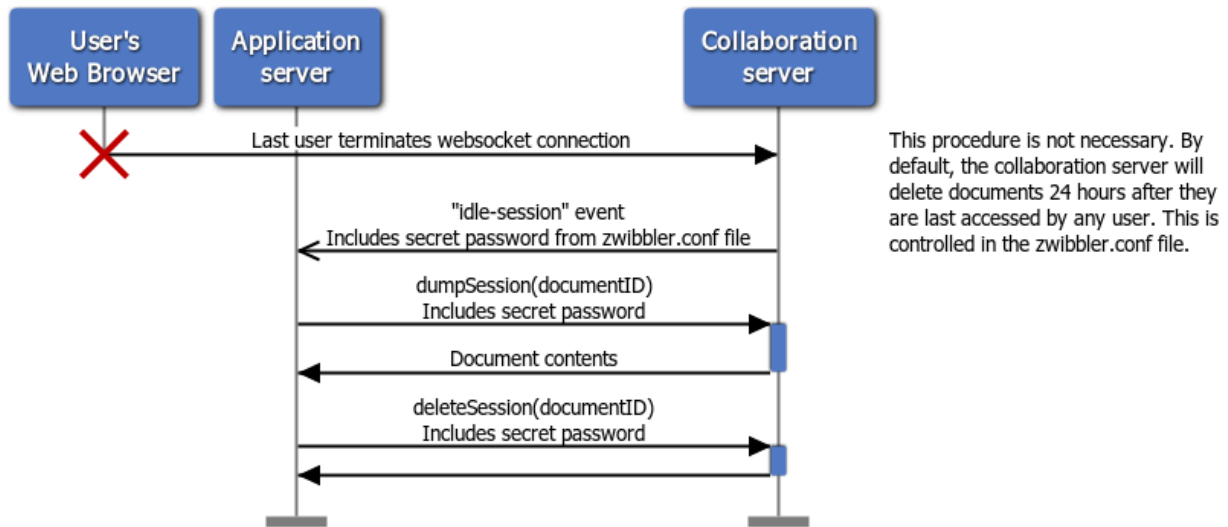 User's
Web Browser
Application
server
Collaboration
server
Last user terminates websocket connection
This procedure is not necessary. By
default, the collaboration server will
delete documents 24 hours after they
are last accessed by any user. This is
controlled in the zwibbler.conf file.
"idle-session" event
Includes secret password from zwibbler.conf file
dumpSession(documentID)
Includes secret password
Document contents
deleteSession(documentID)
Includes secret password